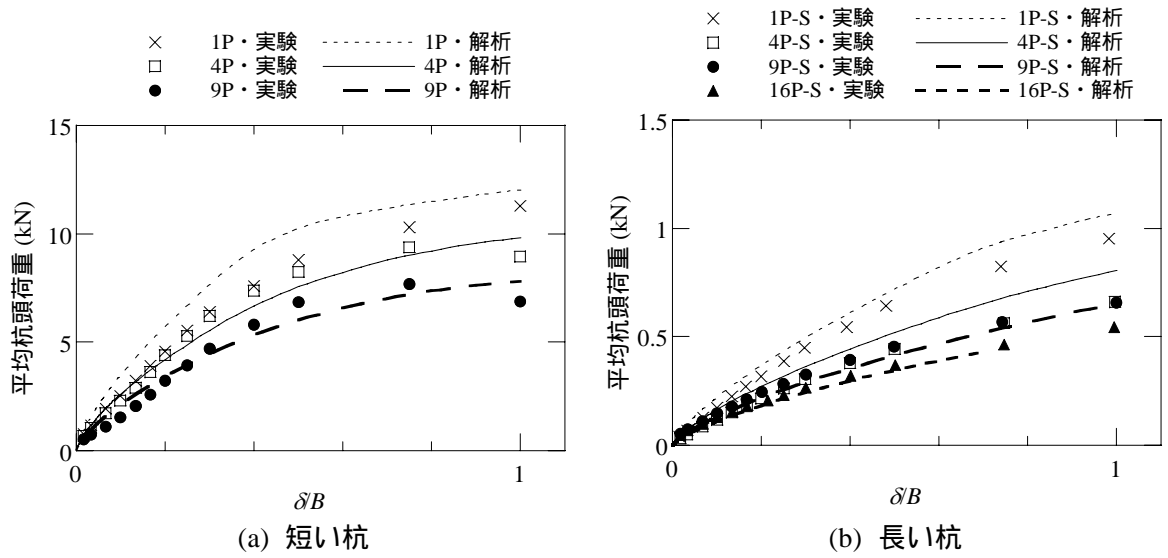 1P・実験 1P・解析
4P・実験 4P・解析
9P・実験 9P・解析
15
10
5
0
0
1
平均杭頭荷重 (kN)
δ/B
(a) 短い杭
1P-S・実験 1P-S・解析
4P-S・実験 4P-S・解析
9P-S・実験 9P-S・解析
16P-S・実験 16P-S・解析
1.5
1
0.5
0
0
1
平均杭頭荷重 (kN)
δ/B
(b) 長い杭